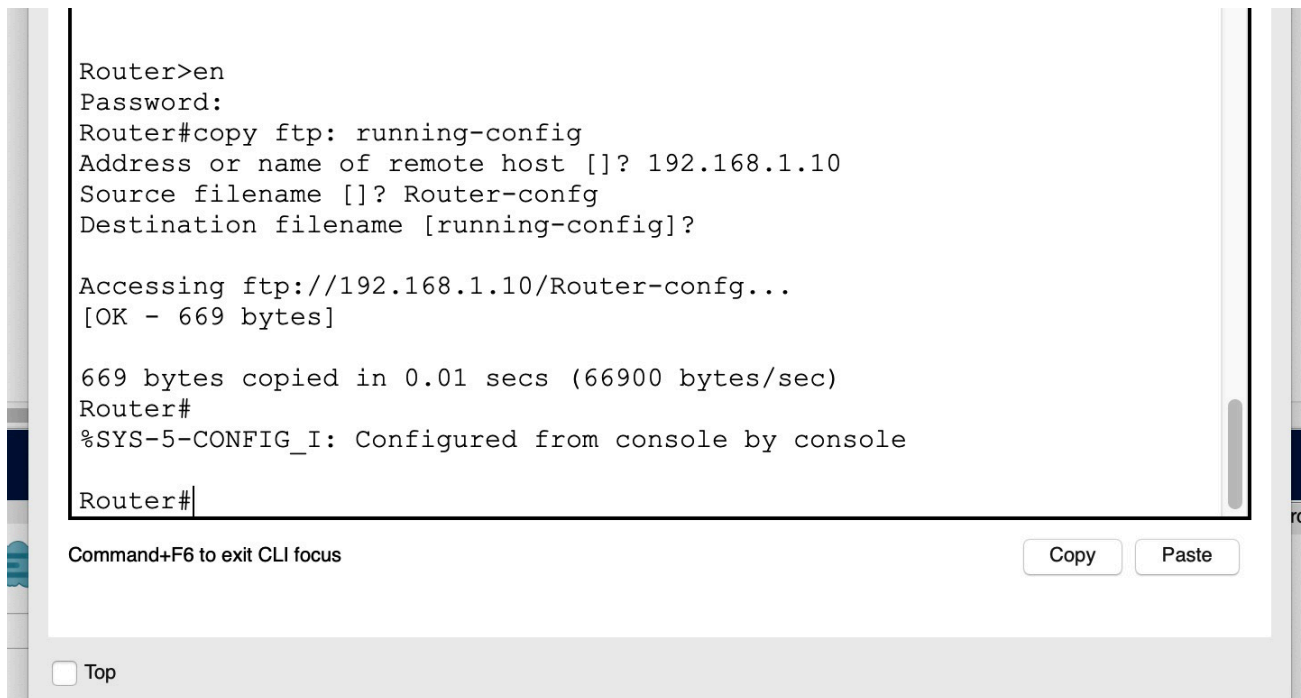 Router>en
Password:
Router#copy ftp: running-config
Address or name of remote host []? 192.168.1.10
Source filename []? Router-confg
Destination filename [running-config]?
Accessing ftp://192.168.1.10/Router-confg...
[OK - 669 bytes]
669 bytes copied in 0.01 secs (66900 bytes/sec)
Router#
%SYS-5-CONFIG_I: Configured from console by console
Router#
Command+F6 to exit CLI focus
Copy
Paste
Top